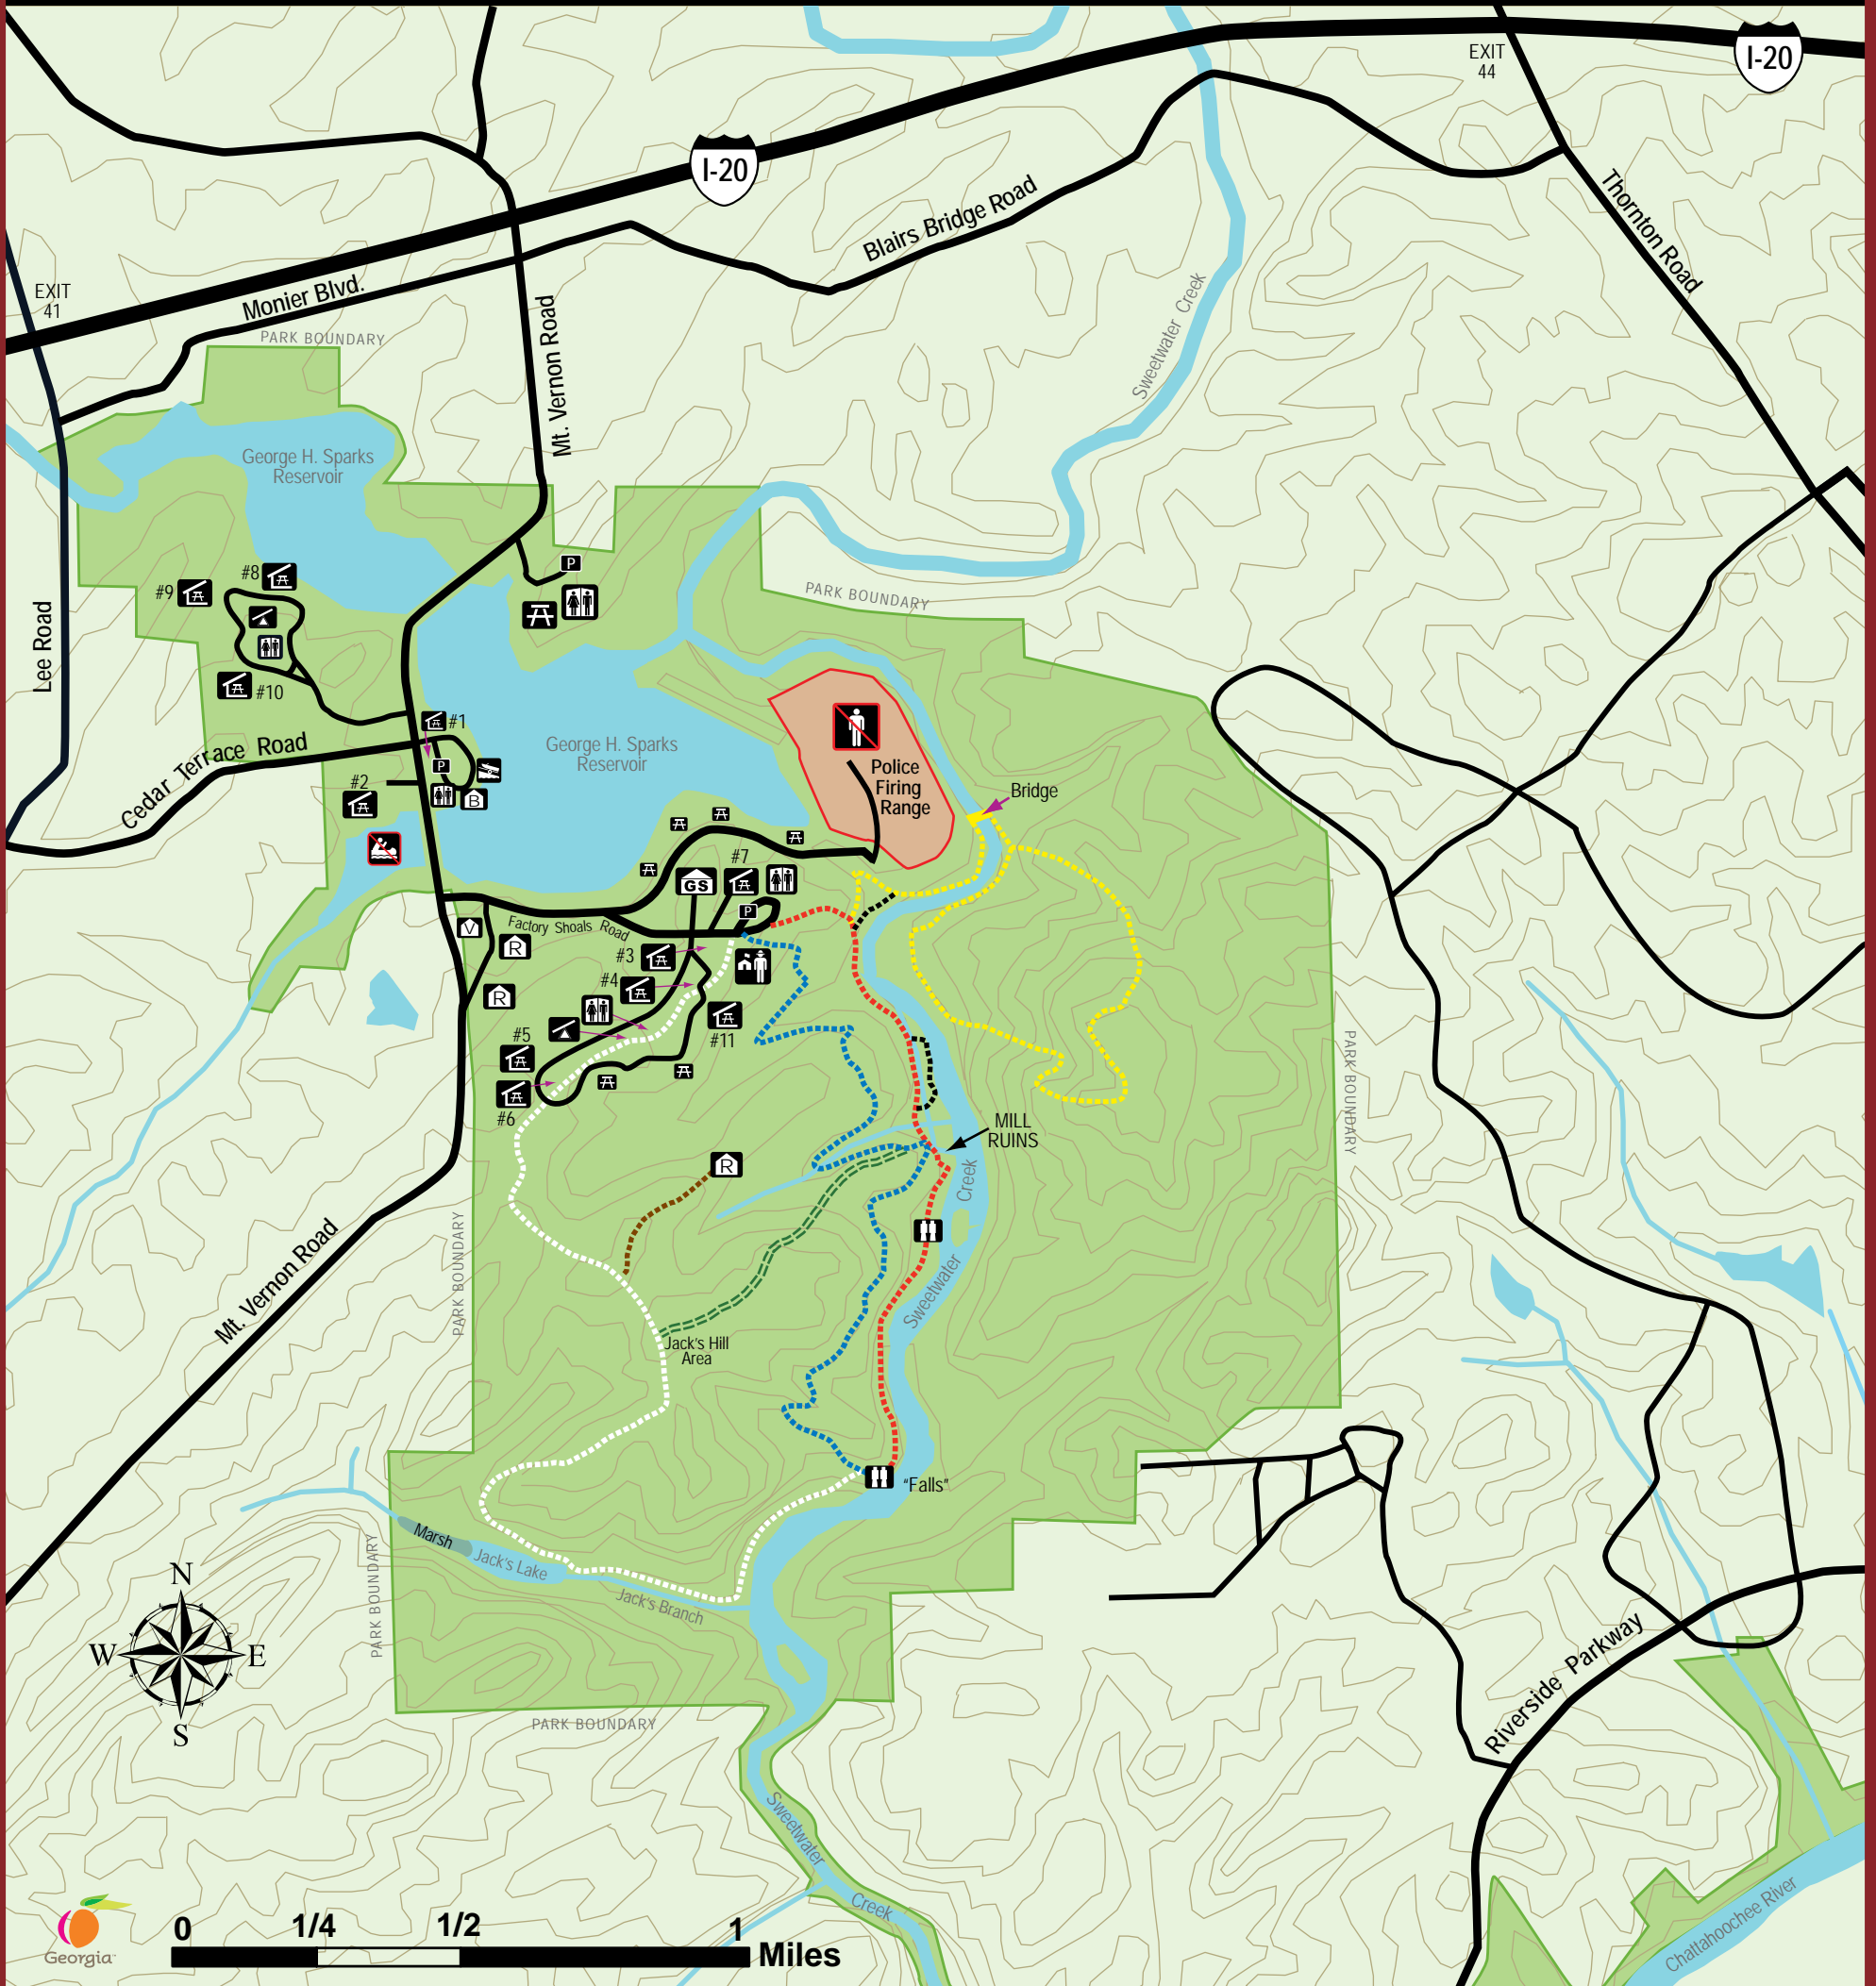 EXIT
44
I-20
I-20
Thornton Road
Blairs Bridge Road
EXIT
41
Monier Blvd.
PARK BOUNDARY
Mt. Vernon Road
Sweetwater Creek
George H. Sparks
Reservoir
P
#8
#9
#10
Lee Road
PARK BOUNDARY
#1
Cedar Terrace Road
P
#2
B
George H. Sparks
Reservoir
Police
Firing
Range
Bridge
#7
GS
P
Factory Shoals Road
V
R
#3
#4
R
#5
#11
#6
PARK BOUNDARY
MILL
RUINS
R
Creek
Sweetwater
Mt. Vernon Road
PARK BOUNDARY
Jack's Hill
Area
"Falls"
Marsh
Jack's Lake
Jack's Branch
PARK BOUNDARY
N
W
E
S
PARK BOUNDARY
Riverside Parkway
Sweetwater
Creek
Chattahoochee River
Georgia™
0 1/4 1/2 1
Miles